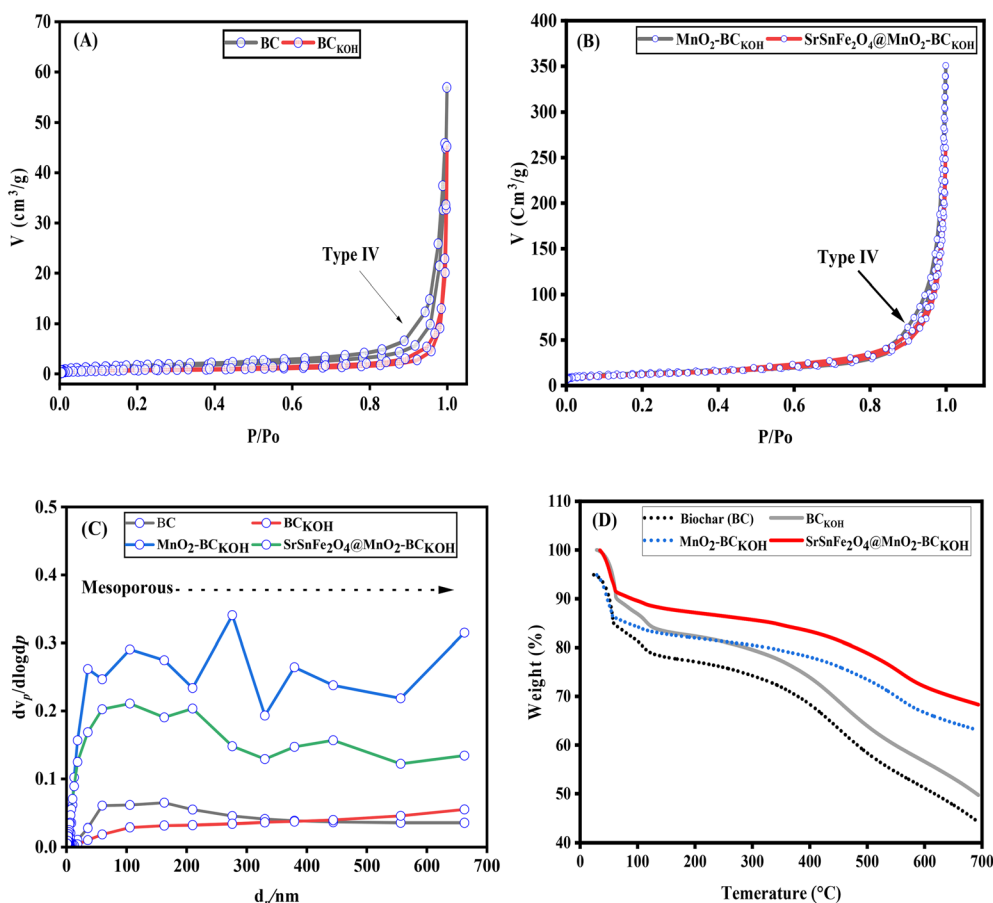 (A)
BC BC_KOH
Type IV
V (cm³/g)
70
60
50
40
30
20
10
0
0.0 0.2 0.4 0.6 0.8 1.0
P/Po
(B)
MnO₂-BC_KOH SrSnFe₂O₄@MnO₂-BC_KOH
Type IV
V (Cm³/g)
400
350
300
250
200
150
100
50
0
0.0 0.2 0.4 0.6 0.8 1.0
P/Po
(C)
BC BC_KOH
MnO₂-BC_KOH SrSnFe₂O₄@MnO₂-BC_KOH
Mesoporous
dv_p/dlogdp
0.5
0.4
0.3
0.2
0.1
0.0
0 100 200 300 400 500 600 700
/nm
(D)
Biochar (BC) BC_KOH
MnO₂-BC_KOH SrSnFe₂O₄@MnO₂-BC_KOH
Weight (%)
110
100
90
80
70
60
50
40
0 100 200 300 400 500 600 700
Temerature (°C)